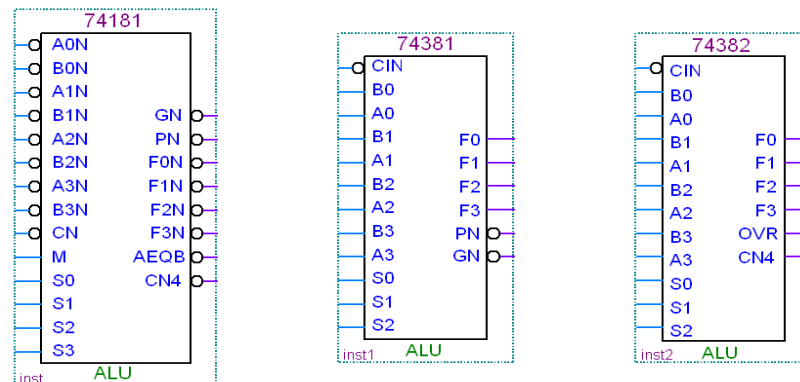 74181
A0N
B0N
A1N
B1N GN
A2N PN
B2N F0N
A3N F1N
B3N F2N
CN F3N
M AEQB
S0 CN4
S1
S2
S3
inst ALU
74381
CIN
B0
A0
B1 F0
A1 F1
B2 F2
A2 F3
B3 PN
A3 GN
S0
S1
S2
inst1 ALU
74382
CIN
B0
A0
B1 F0
A1 F1
B2 F2
A2 F3
B3 OVR
A3 CN4
S0
S1
S2
inst2 ALU